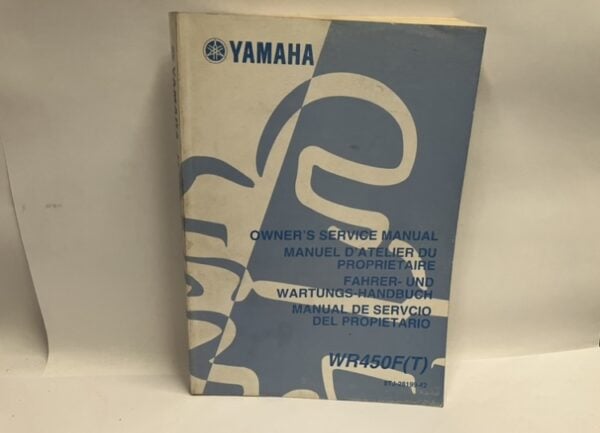 YAMAHA
OWNER'S SERVICE MANUAL
MANUEL D'ATELIER DU
PROPRIETAIRE
FAHRER- UND
WARTUNGS-HANDBUCH
MANUAL DE SERVCIO
DEL PROPIETARIO
WR450F(T)